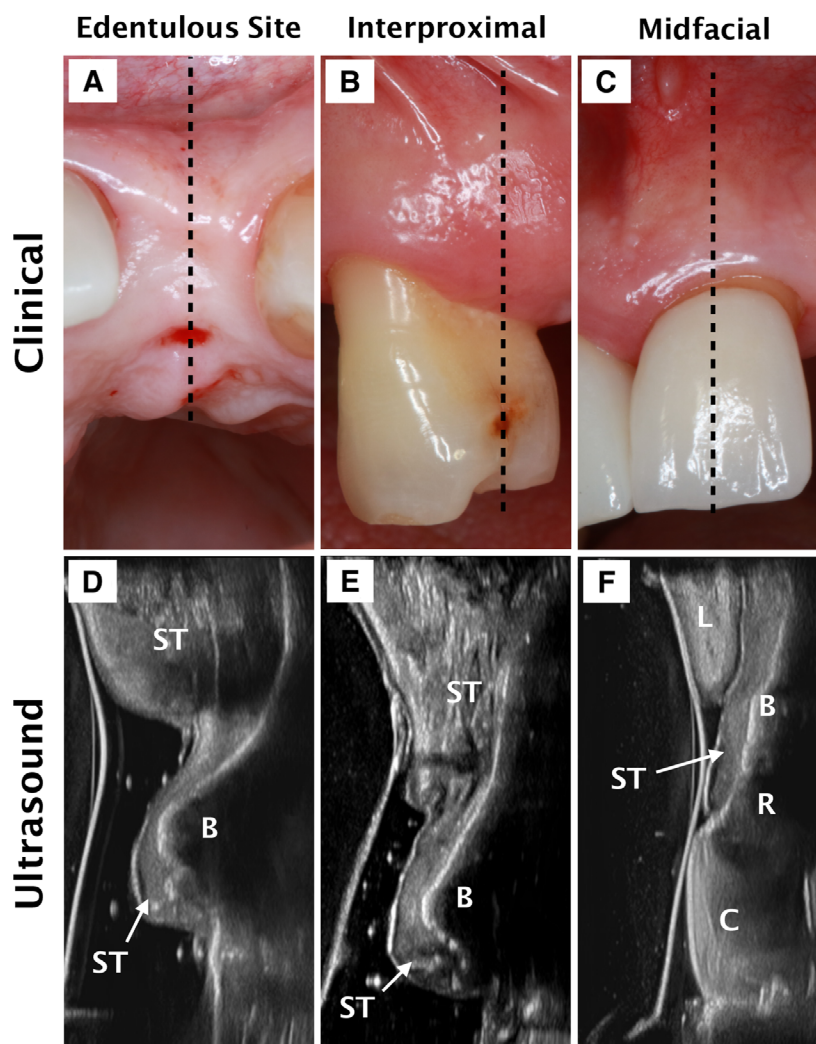 Edentulous Site
Interproximal
Midfacial
Clinical
A
B
C
Ultrasound
D
ST
B
ST
E
ST
B
ST
F
L
B
ST
R
C